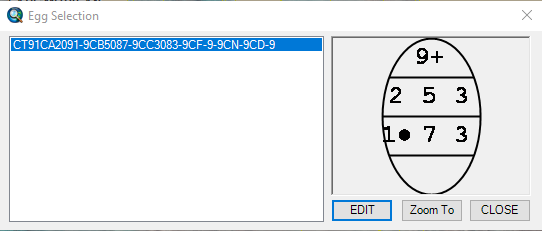 Egg Selection
CT91CA2091-9CB5087-9CC3083-9CF-9-9CN-9CD-9
9+
2 5 3
1● 7 3
EDIT Zoom To CLOSE